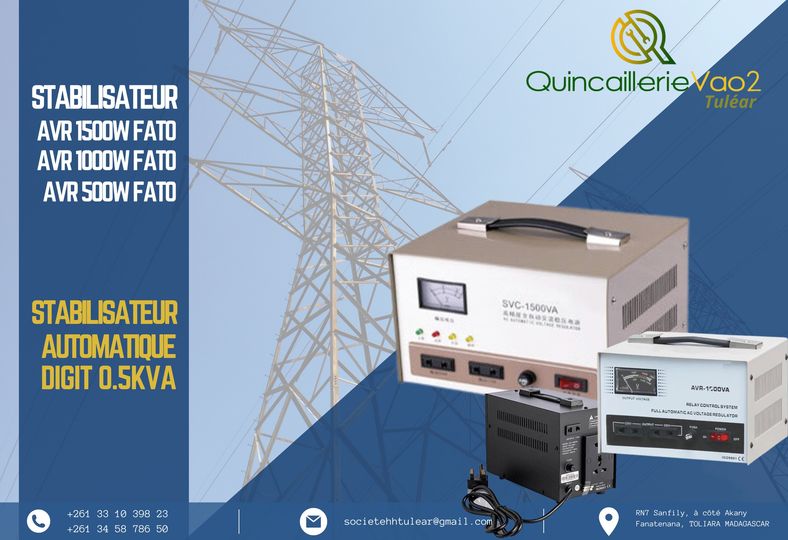 STABILISATEUR
AVR 1500W FATO
AVR 1000W FATO
AVR 500W FATO
STABILISATEUR
AUTOMATIQUE
DIGIT 0.5KVA
QuincaillerieVao2
Tuléar
SVC-1500VA
AC AUTOMATIC VOLTAGE REGULATOR
AVR-1500VA
RELAY CONTROL SYSTEM
FULL AUTOMATIC AC VOLTAGE REGULATOR
OUTPUT VOLTAGE
OUTPUT
POWER
OFF
+261 33 10 398 23
+261 34 58 786 50
societehhtulear@gmail.com
RN7 Sanfily, à côté Akany
Fanatenana, TOLIARA MADAGASCAR